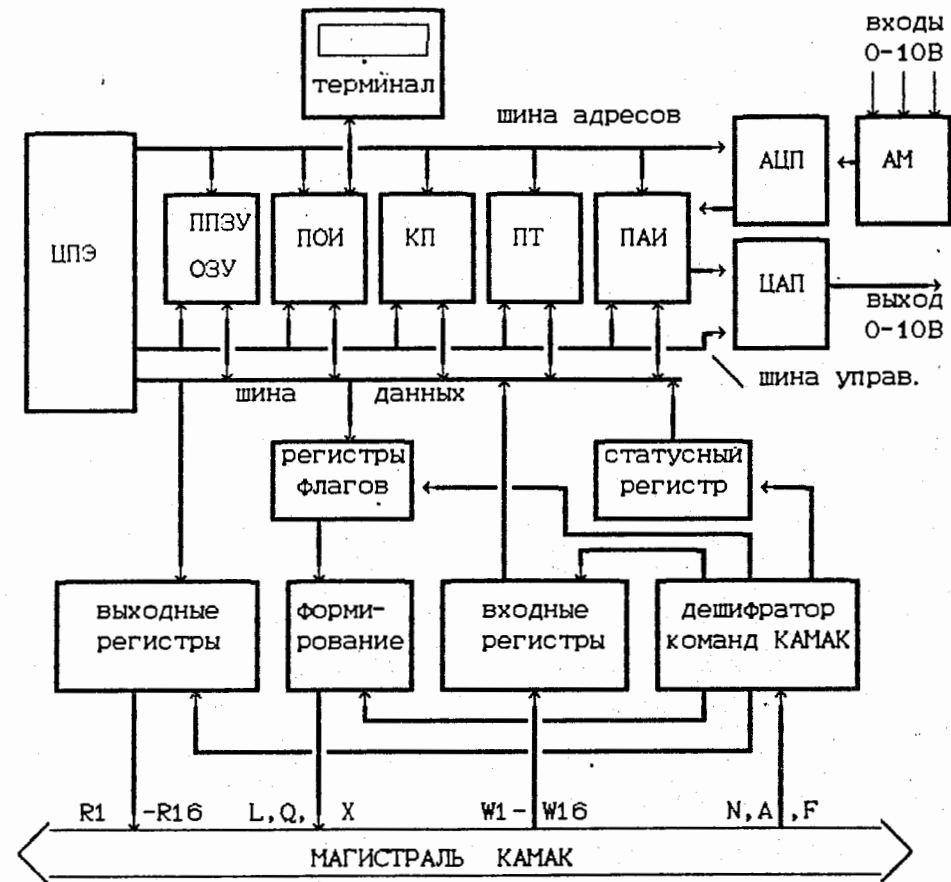 входы
0-10В
терминал
шина адресов
ЦПЭ
ППЗУ
ОЗУ
ПОИ
КП
ПТ
ПАИ
АЦП
АМ
ЦАП
выход
0-10В
шина управ.
шина данных
регистры
флагов
статусный
регистр
выходные
регистры
форми-
рование
входные
регистры
дешифратор
команд КАМАК
R1 -R16
L,Q, X
W1- W16
N,A,F
МАГИСТРАЛЬ КАМАК